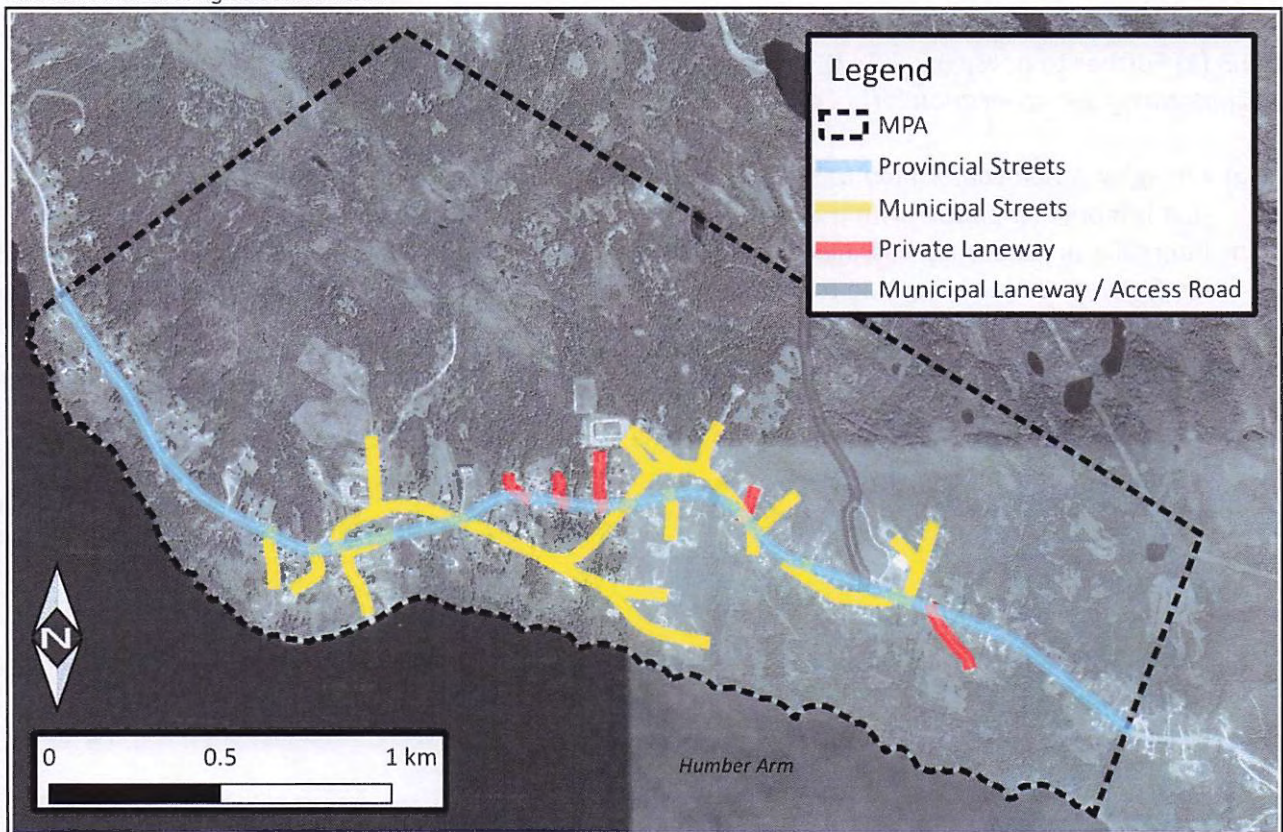 Legend
MPA
Provincial Streets
Municipal Streets
Private Laneway
Municipal Laneway / Access Road
N
0 0.5 1 km
Humber Arm